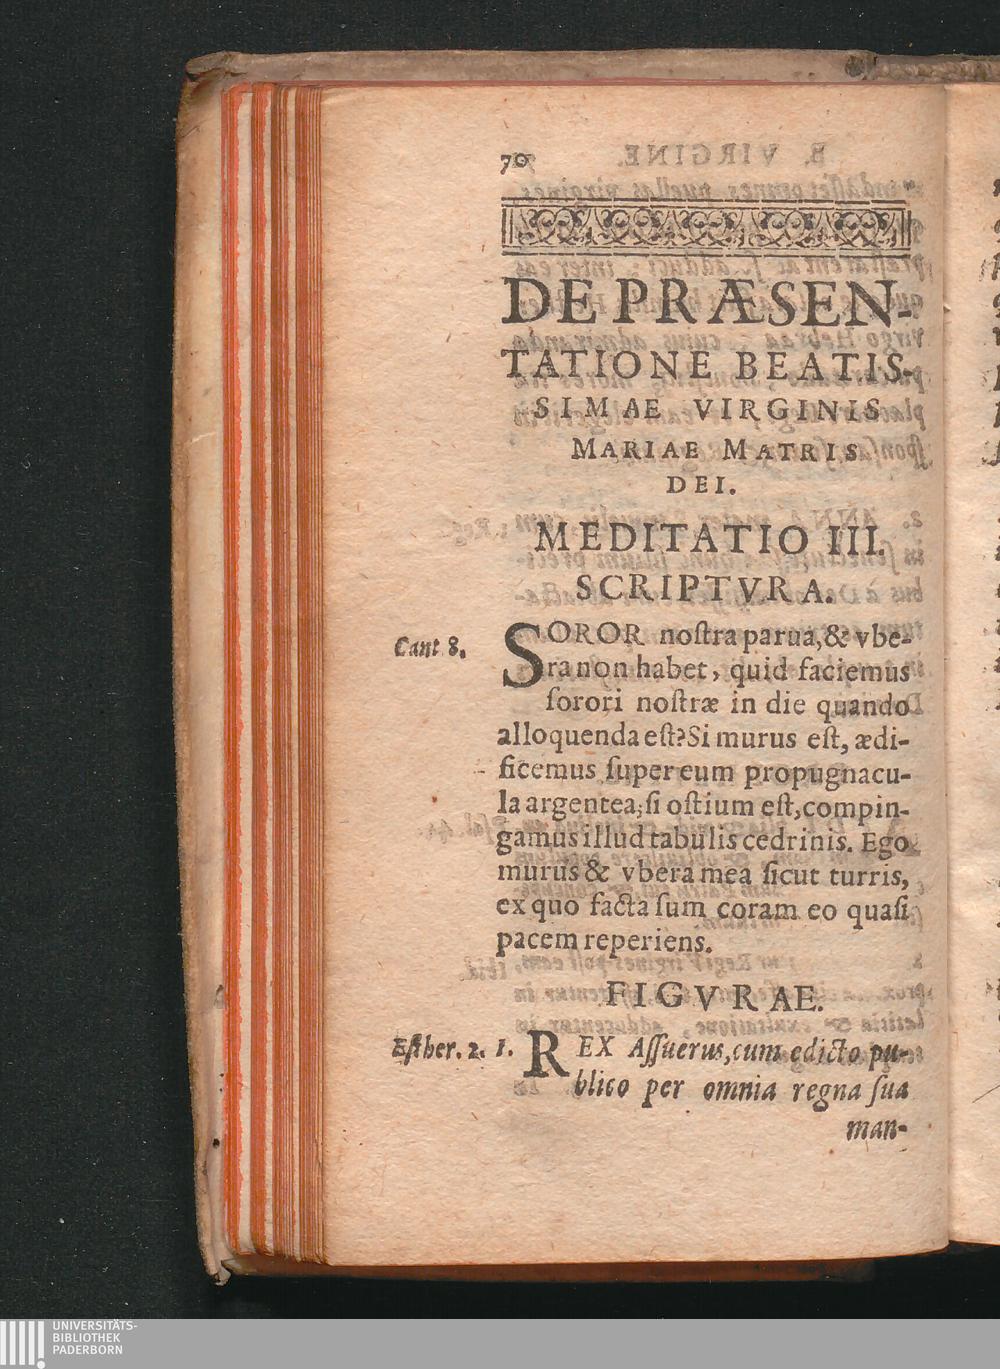 70
DE PRÆSEN-
TATIONE BEATIS-
SIMAE VIRGINIS
MARIAE MATRIS
DEI.
MEDITATIO III.
SCRIPTVRA.
Cant 8.
SOROR noſtra parua, & vbe-
ra non habet, quid faciemus
ſorori noſtræ in die quando
alloquenda eſt? Si murus eſt, ædi-
ficemus ſuper eum propugnacu-
la argentea; ſi oſtium eſt, compin-
gamus illud tabulis cedrinis. Ego
murus & vbera mea ſicut turris,
ex quo facta ſum coram eo quaſi
pacem reperiens.
FIGVRAE.
Eſther. 2. 1. REX Aſſuerus, cum edicto pu-
blico per omnia regna ſua
man-
UNIVERSITÄTS-
BIBLIOTHEK
PADERBORN